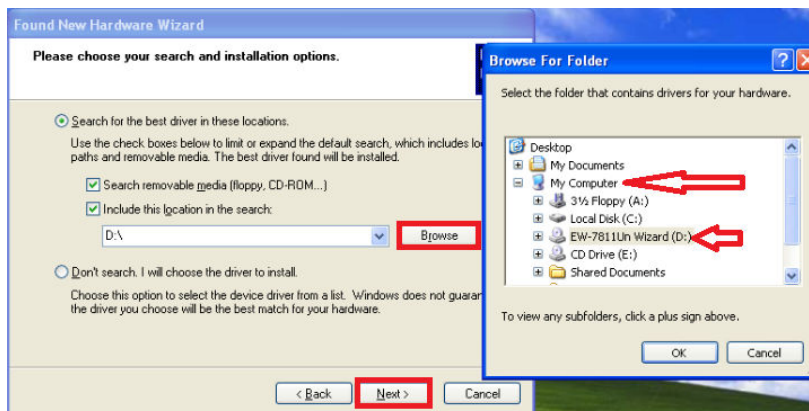 Found New Hardware Wizard
Please choose your search and installation options.
Search for the best driver in these locations.
Use the check boxes below to limit or expand the default search, which includes
paths and removable media. The best driver found will be installed.
Search removable media (floppy, CD-ROM...)
Include this location in the search:
D:\
Browse
Don't search. I will choose the driver to install.
Choose this option to select the device driver from a list. Windows does not
the driver you choose will be the best match for your hardware.
< Back
Next >
Cancel
Browse For Folder
Select the folder that contains drivers for your hardware.
Desktop
My Documents
My Computer
3½ Floppy (A:)
Local Disk (C:)
EW-7811Un Wizard (D:)
CD Drive (E:)
Shared Documents
To view any subfolders, click a plus sign above.
OK
Cancel